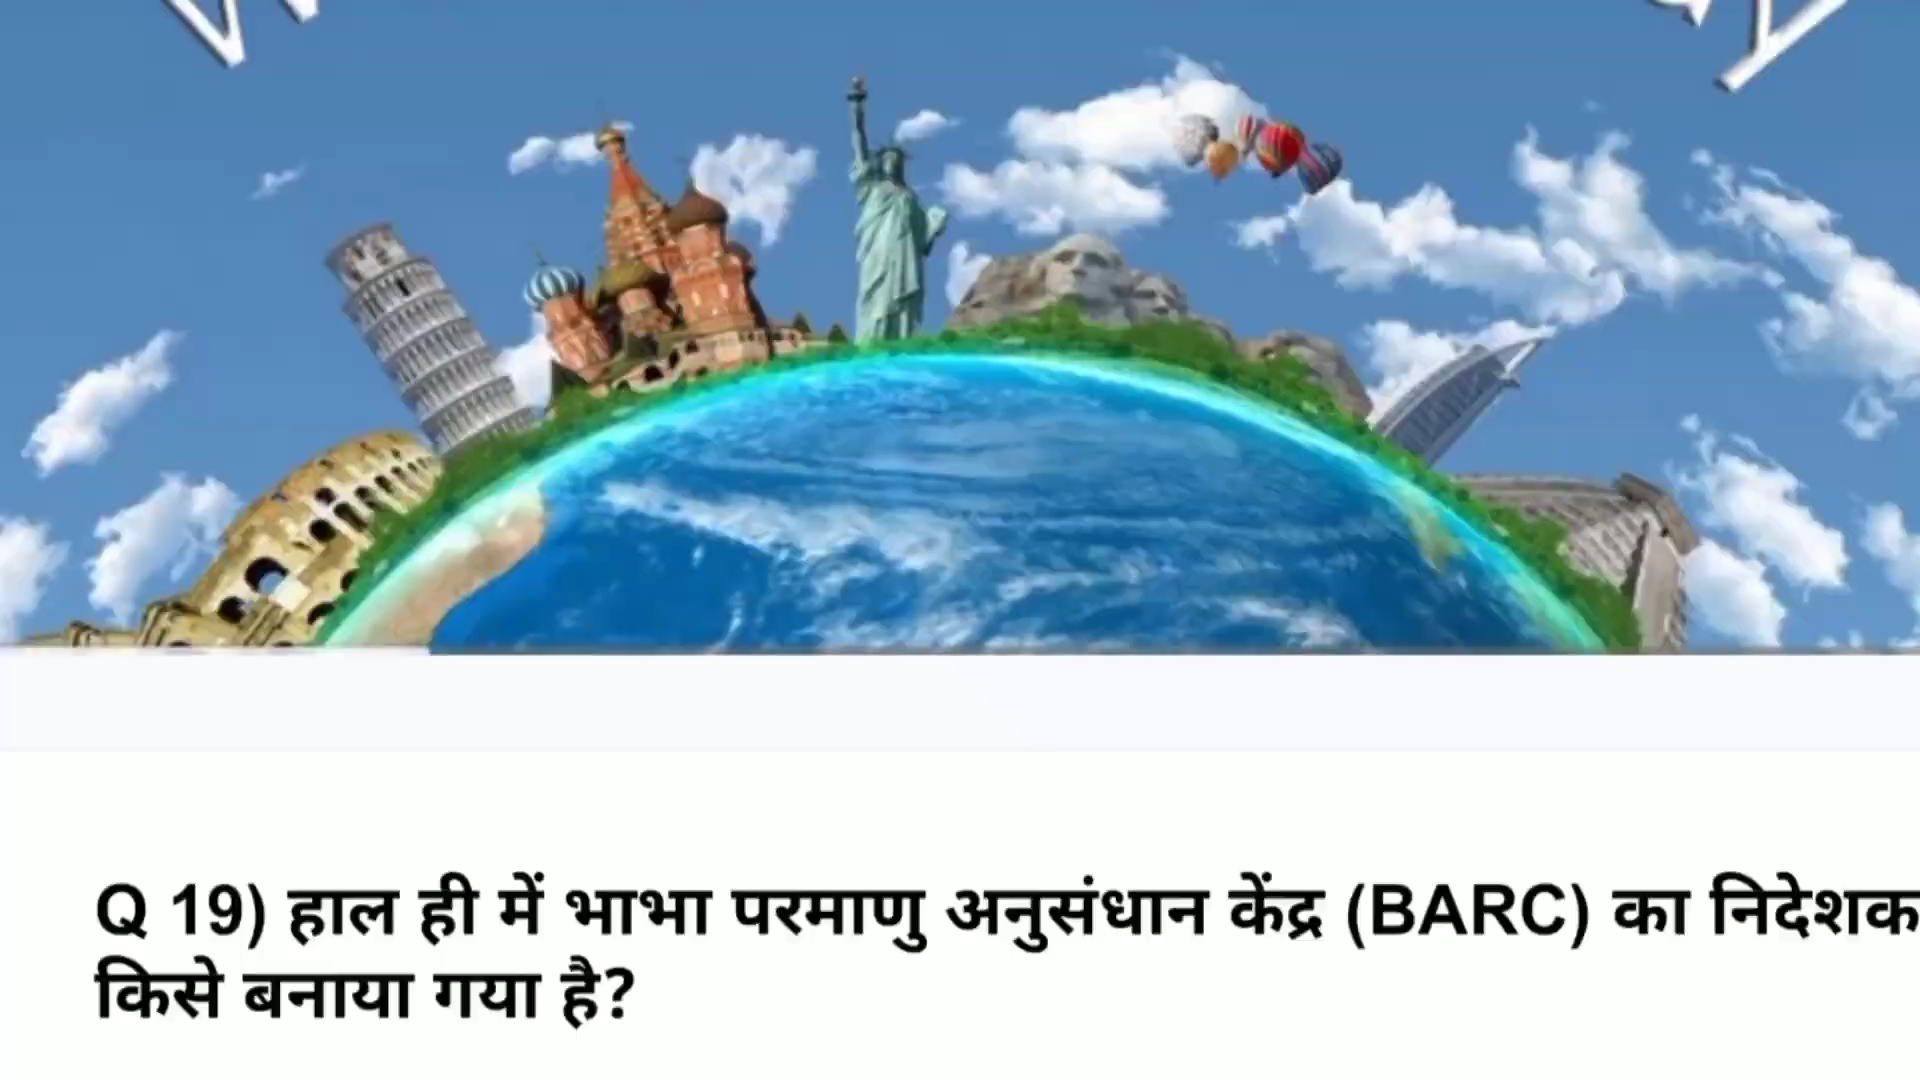 Q 19) हाल ही में भाभा परमाणु अनुसंधान केंद्र (BARC) का निदेशक
किसे बनाया गया है?